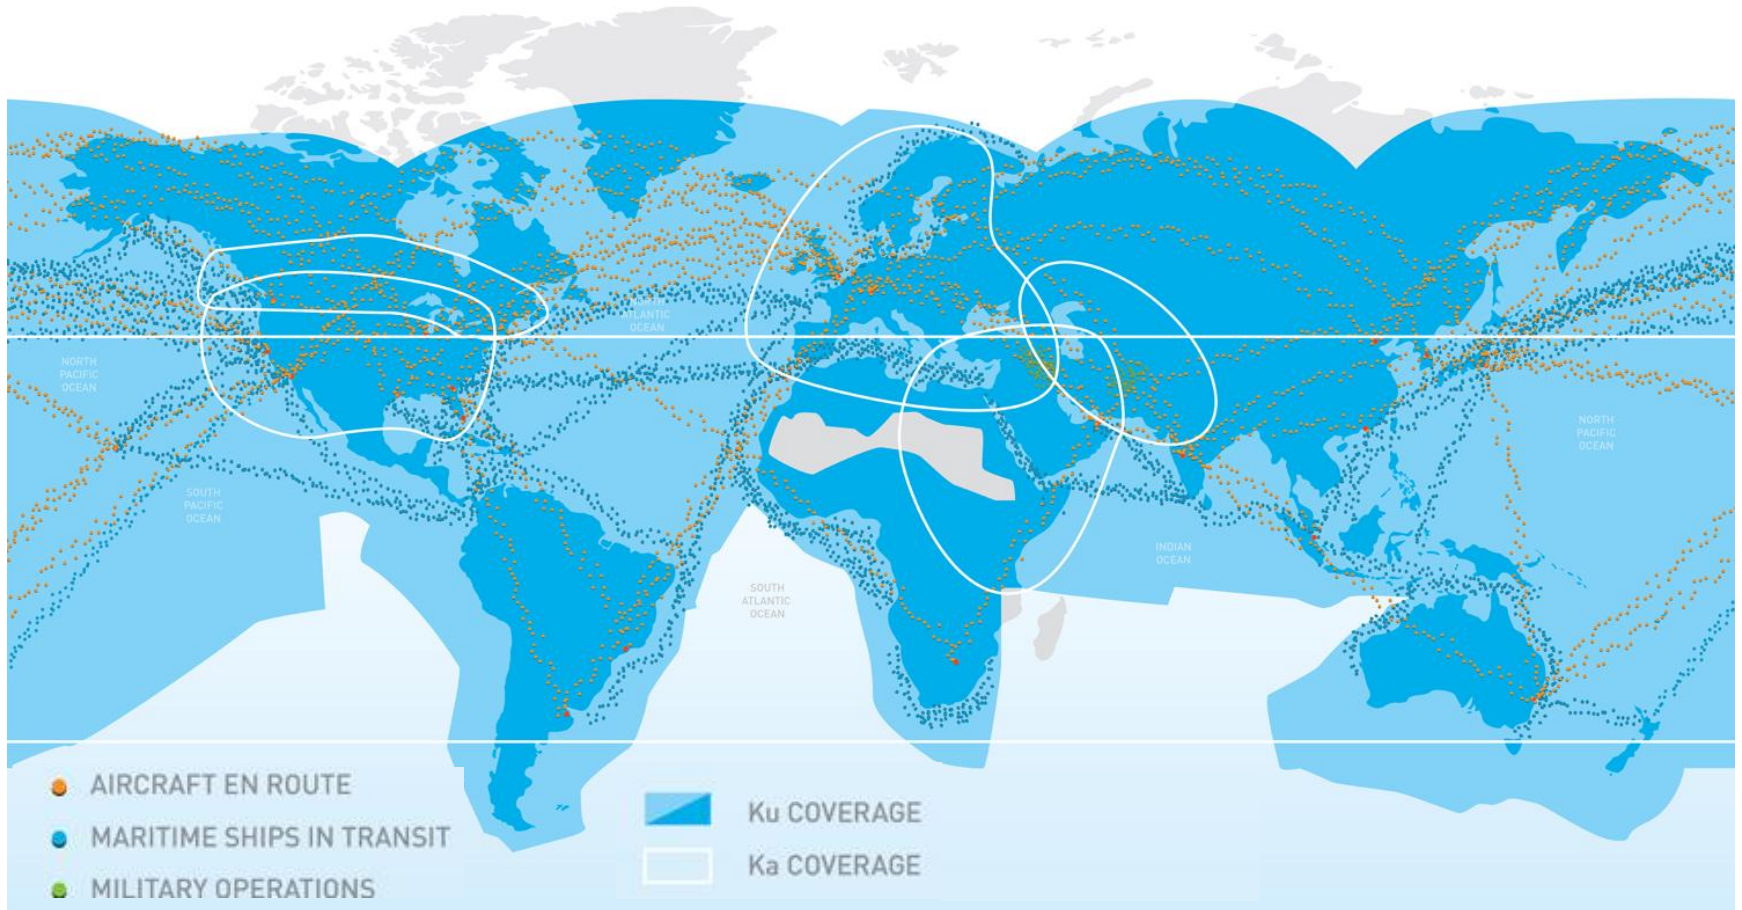 NORTH
ATLANTIC
OCEAN
NORTH
PACIFIC
OCEAN
NORTH
PACIFIC
OCEAN
SOUTH
PACIFIC
OCEAN
INDIAN
OCEAN
SOUTH
ATLANTIC
OCEAN
AIRCRAFT EN ROUTE
MARITIME SHIPS IN TRANSIT
MILITARY OPERATIONS
Ku COVERAGE
Ka COVERAGE